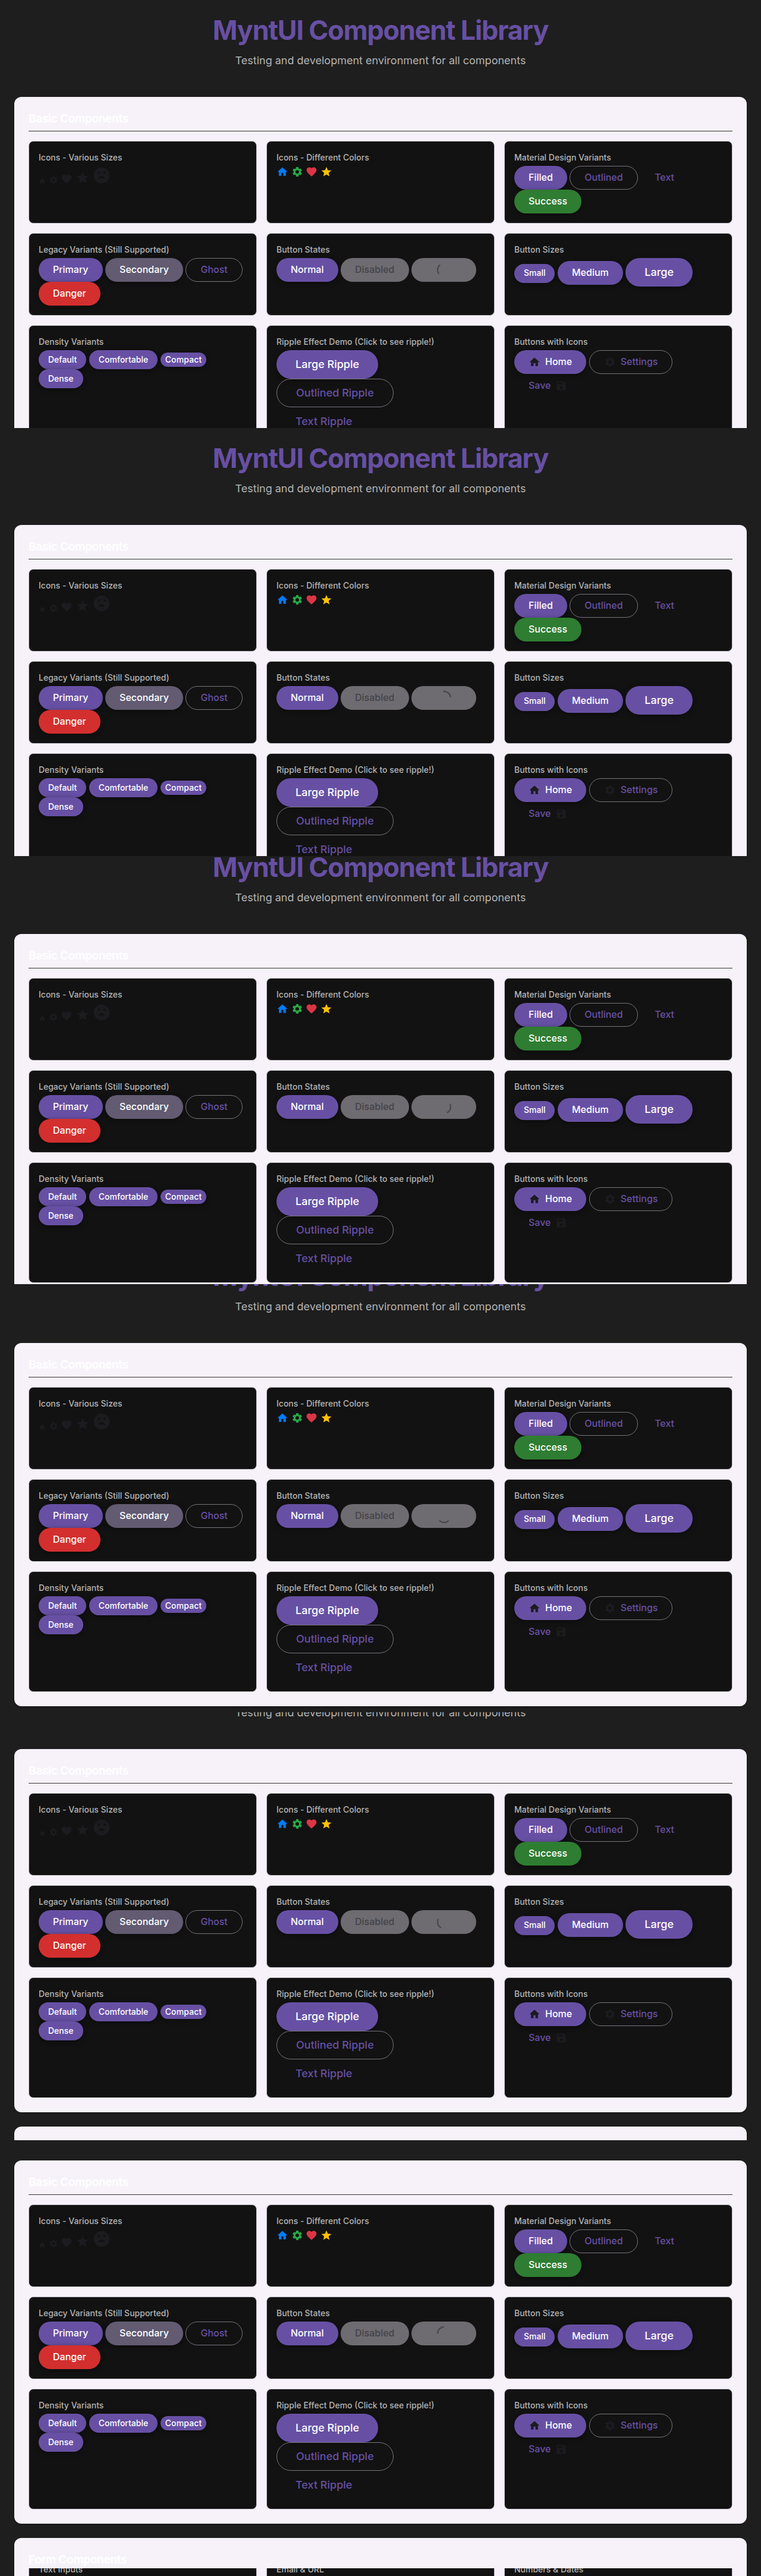 MyntUI Component Library
Testing and development environment for all components
Basic Components
Icons - Various Sizes
Icons - Different Colors
Material Design Variants
Filled Outlined Text
Success
Legacy Variants (Still Supported)
Button States
Button Sizes
Primary Secondary Ghost
Normal Disabled
Small Medium Large
Danger
Density Variants
Ripple Effect Demo (Click to see ripple!)
Buttons with Icons
Default Comfortable Compact
Large Ripple
Home Settings
Dense
Outlined Ripple
Save
Text Ripple
MyntUI Component Library
Testing and development environment for all components
Basic Components
Icons - Various Sizes
Icons - Different Colors
Material Design Variants
Filled Outlined Text
Success
Legacy Variants (Still Supported)
Button States
Button Sizes
Primary Secondary Ghost
Normal Disabled
Small Medium Large
Danger
Density Variants
Ripple Effect Demo (Click to see ripple!)
Buttons with Icons
Default Comfortable Compact
Large Ripple
Home Settings
Dense
Outlined Ripple
Save
Text Ripple
MyntUI Component Library
Testing and development environment for all components
Basic Components
Icons - Various Sizes
Icons - Different Colors
Material Design Variants
Filled Outlined Text
Success
Legacy Variants (Still Supported)
Button States
Button Sizes
Primary Secondary Ghost
Normal Disabled
Small Medium Large
Danger
Density Variants
Ripple Effect Demo (Click to see ripple!)
Buttons with Icons
Default Comfortable Compact
Large Ripple
Home Settings
Dense
Outlined Ripple
Save
Text Ripple
MyntUI Component Library
Testing and development environment for all components
Basic Components
Icons - Various Sizes
Icons - Different Colors
Material Design Variants
Filled Outlined Text
Success
Legacy Variants (Still Supported)
Button States
Button Sizes
Primary Secondary Ghost
Normal Disabled
Small Medium Large
Danger
Density Variants
Ripple Effect Demo (Click to see ripple!)
Buttons with Icons
Default Comfortable Compact
Large Ripple
Home Settings
Dense
Outlined Ripple
Save
Text Ripple
Testing and development environment for all components
Basic Components
Icons - Various Sizes
Icons - Different Colors
Material Design Variants
Filled Outlined Text
Success
Legacy Variants (Still Supported)
Button States
Button Sizes
Primary Secondary Ghost
Normal Disabled
Small Medium Large
Danger
Density Variants
Ripple Effect Demo (Click to see ripple!)
Buttons with Icons
Default Comfortable Compact
Large Ripple
Home Settings
Dense
Outlined Ripple
Save
Text Ripple
Basic Components
Icons - Various Sizes
Icons - Different Colors
Material Design Variants
Filled Outlined Text
Success
Legacy Variants (Still Supported)
Button States
Button Sizes
Primary Secondary Ghost
Normal Disabled
Small Medium Large
Danger
Density Variants
Ripple Effect Demo (Click to see ripple!)
Buttons with Icons
Default Comfortable Compact
Large Ripple
Home Settings
Dense
Outlined Ripple
Save
Text Ripple
Form Components
Text Inputs
Email & URL
Numbers & Dates